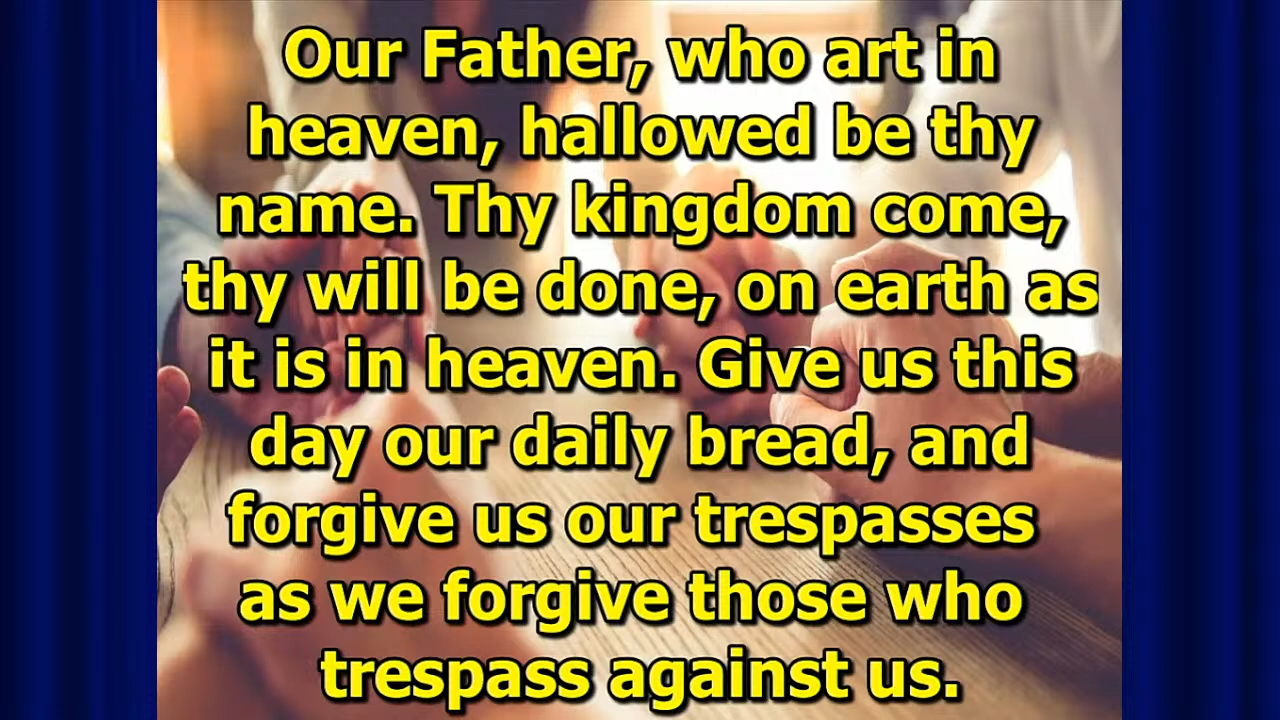 Our Father, who art in
heaven, hallowed be thy
name. Thy kingdom come,
thy will be done, on earth as
it is in heaven. Give us this
day our daily bread, and
forgive us our trespasses
as we forgive those who
trespass against us.